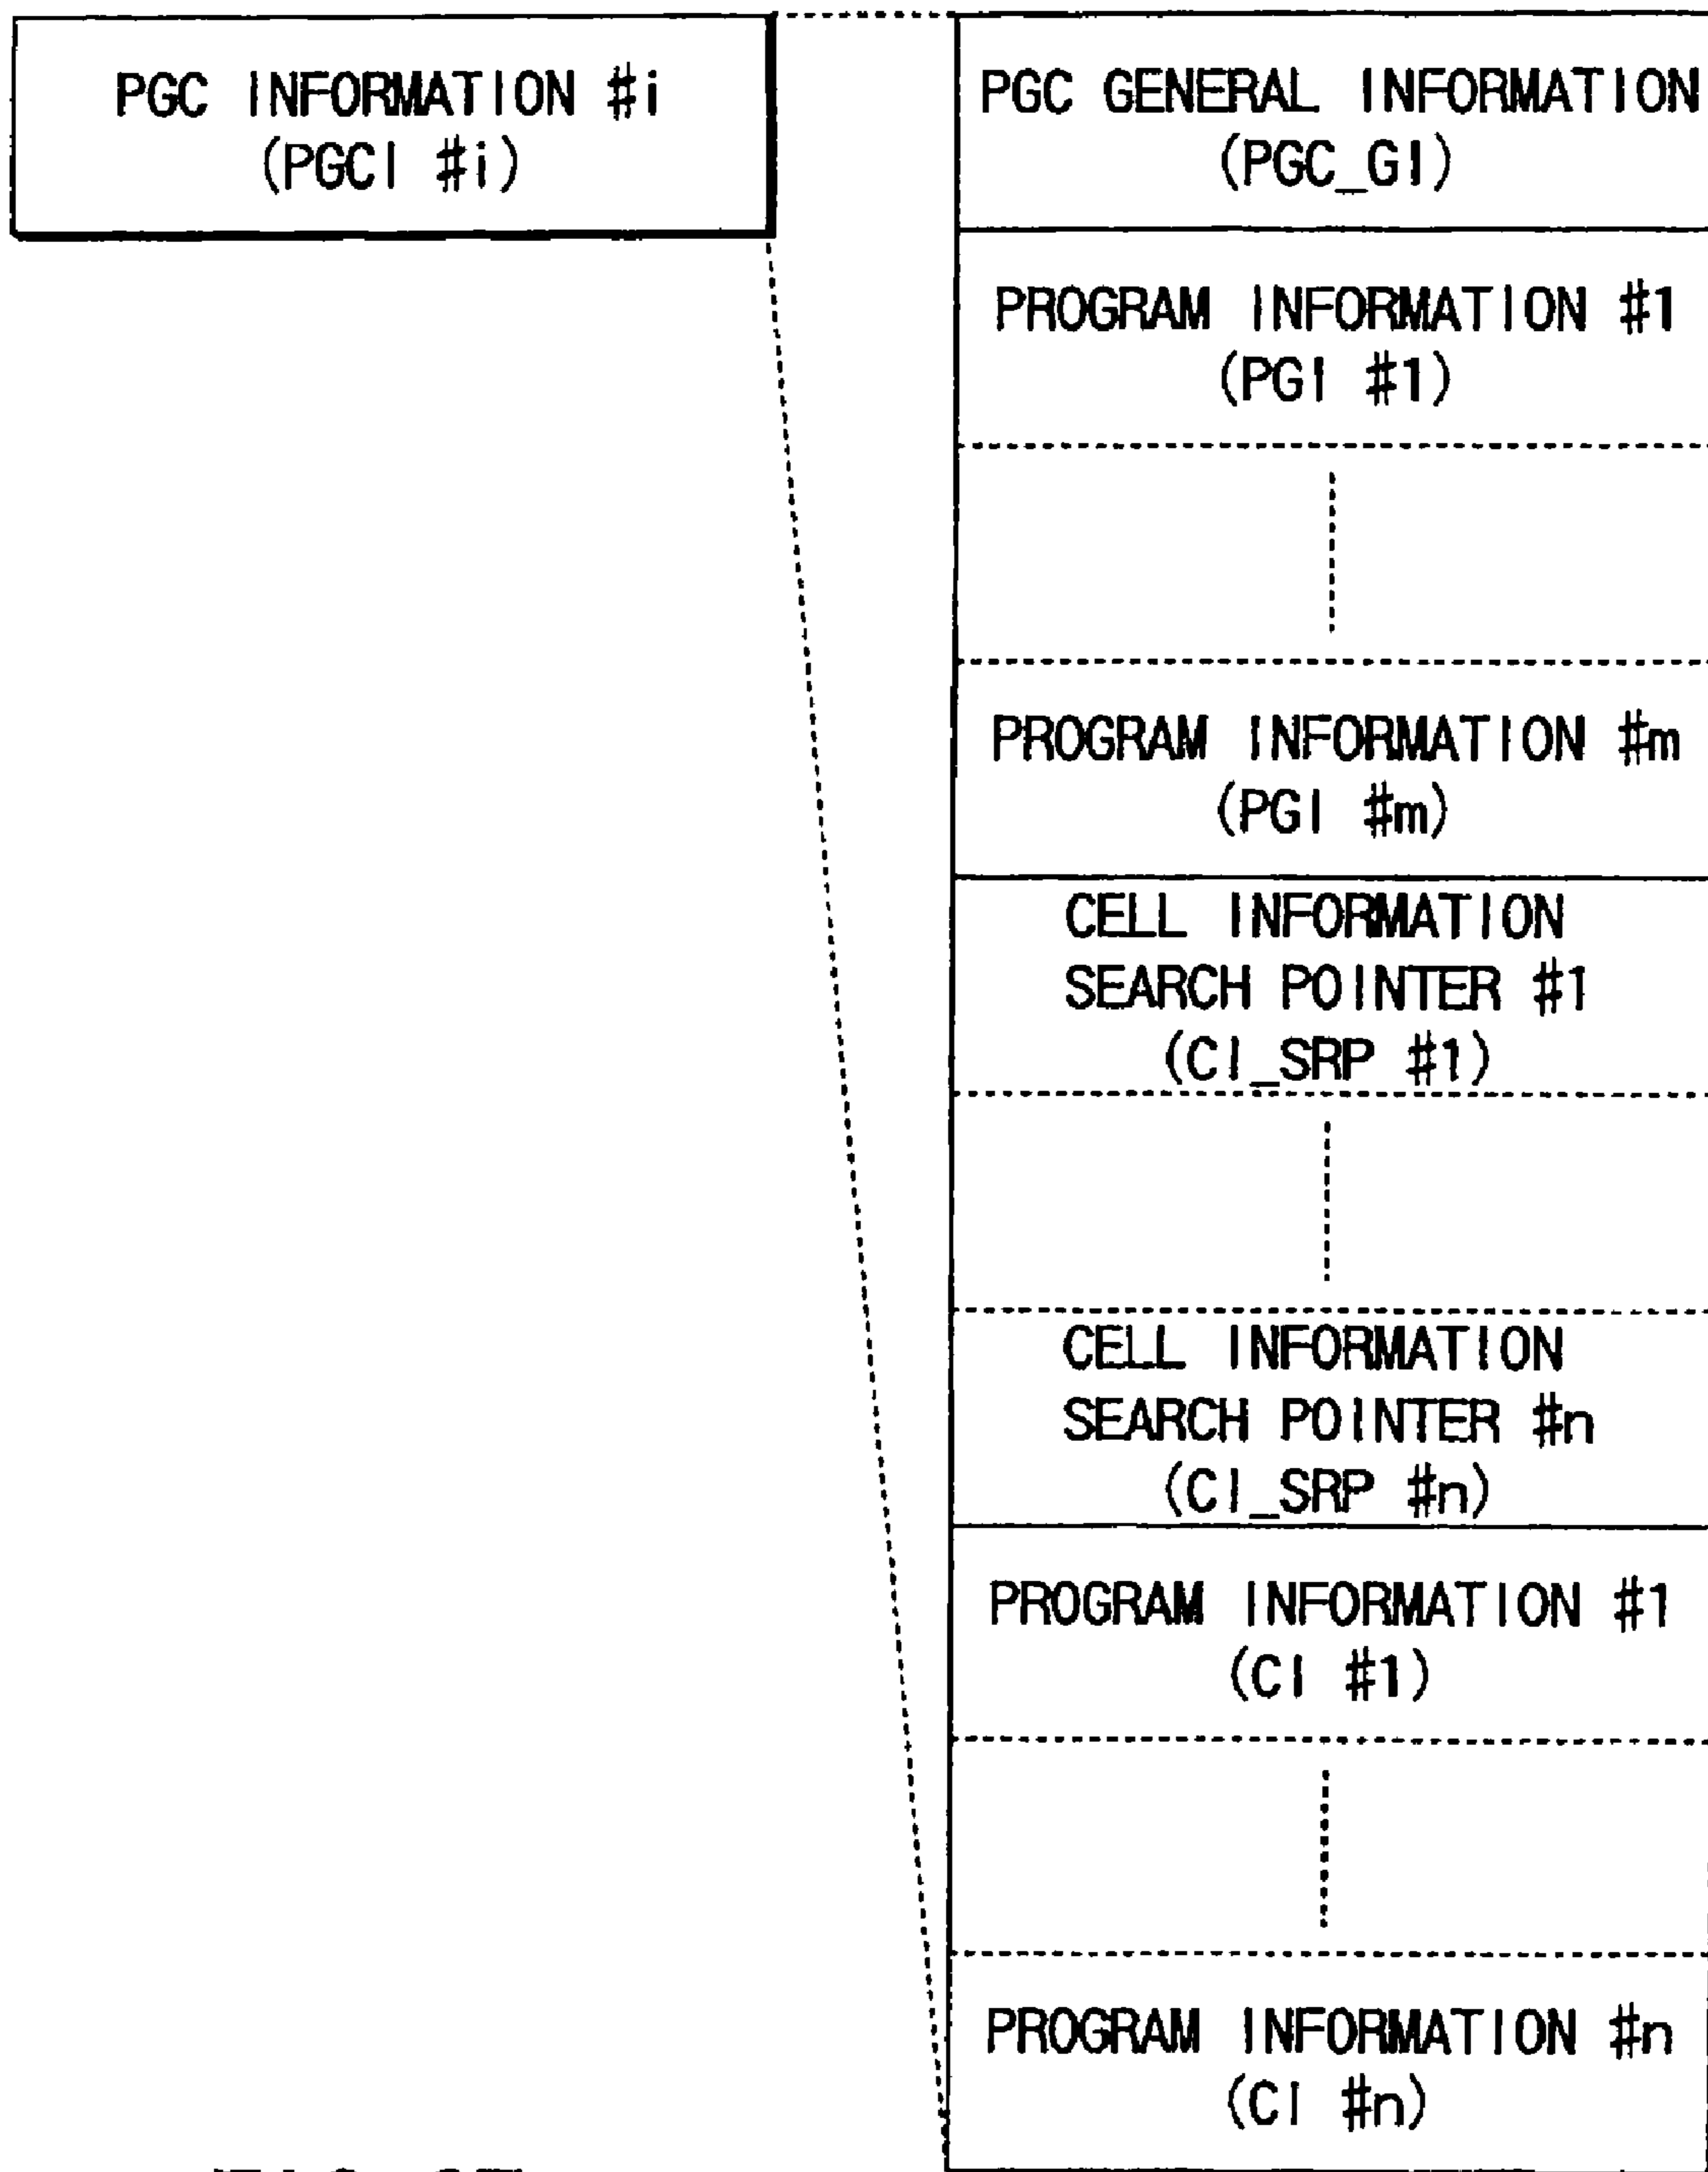 PGC INFORMATION #i
(PGCI #i)
PGC GENERAL INFORMATION
(PGC_GI)
PROGRAM INFORMATION #1
(PGI #1)
PROGRAM INFORMATION #m
(PGI #m)
CELL INFORMATION
SEARCH POINTER #1
(CI_SRP #1)
CELL INFORMATION
SEARCH POINTER #n
(CI_SRP #n)
PROGRAM INFORMATION #1
(CI #1)
PROGRAM INFORMATION #n
(CI #n)